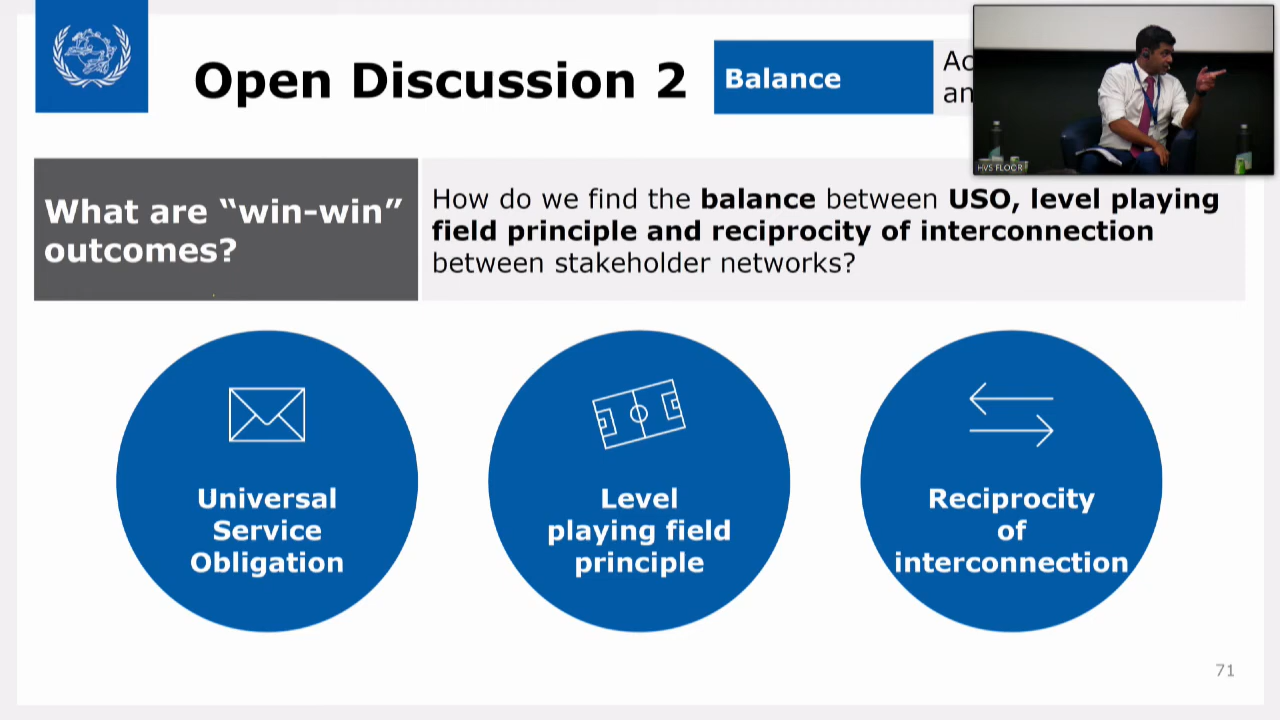 Open Discussion 2
Balance
What are “win-win”
outcomes?
How do we find the balance between USO, level playing
field principle and reciprocity of interconnection
between stakeholder networks?
Universal
Service
Obligation
Level
playing field
principle
Reciprocity
of
interconnection
HVS FLOOR
71